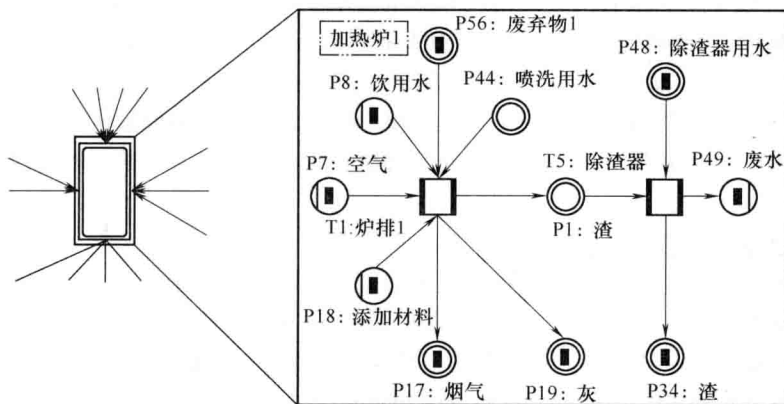 加热炉1
P56: 废弃物1
P48: 除渣器用水
P8: 饮用水
P44: 喷洗用水
P7: 空气
T5: 除渣器
P49: 废水
T1:炉排1
P1: 渣
P18: 添加材料
P17: 烟气
P19: 灰
P34: 渣